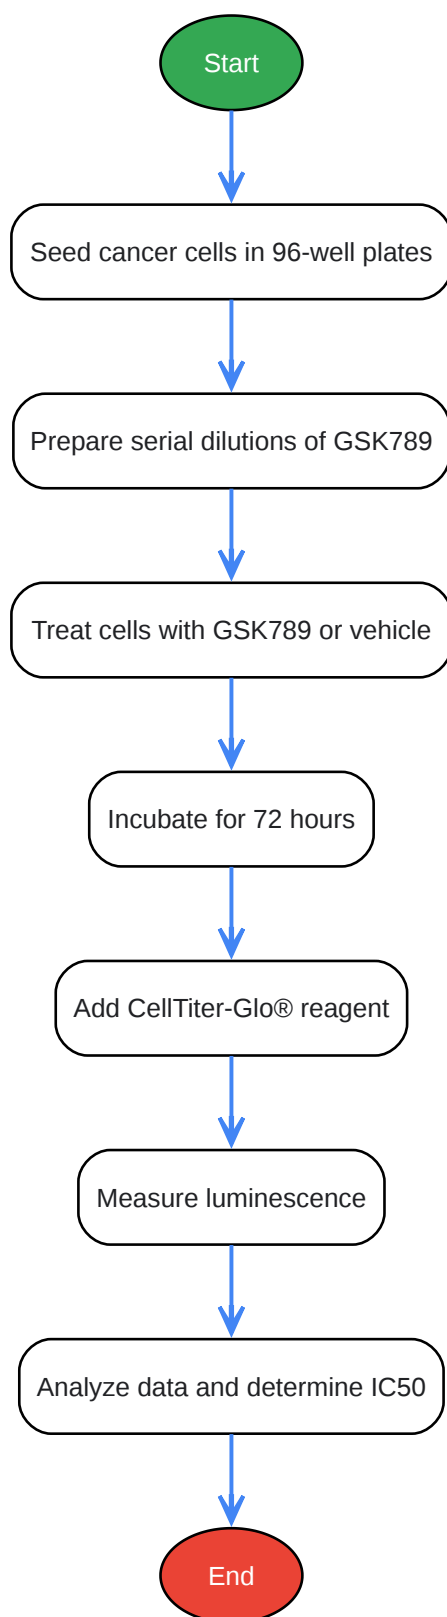 Start
Seed cancer cells in 96-well plates
Prepare serial dilutions of GSK789
Treat cells with GSK789 or vehicle
Incubate for 72 hours
Add CellTiter-Glo® reagent
Measure luminescence
Analyze data and determine IC50
End